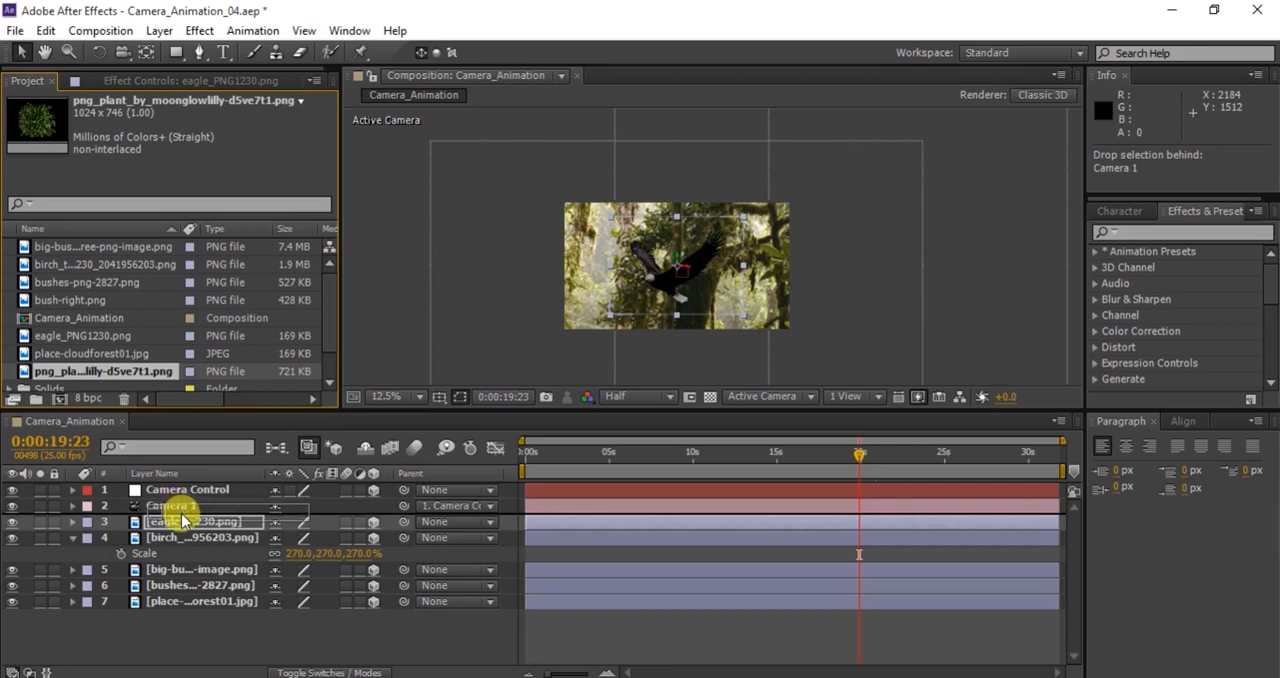 Adobe After Effects - Camera_Animation_04.aep *
File Edit Composition Layer Effect Animation View Window Help
Workspace: Standard Search Help
Project Effect Controls: eagle_PNG1230.png
png_plant_by_moonglowlilly-d5ve7t1.png
1024 x 746 (1.00)
Millions of Colors+ (Straight)
non-interlaced
Name Type Size Med
big-bus...ree-png-image.png PNG file 7.4 MB
birch_t...230_2041956203.png PNG file 1.9 MB
bushes-png-2827.png PNG file 527 KB
bush-right.png PNG file 428 KB
Camera_Animation Composition
eagle_PNG1230.png PNG file 169 KB
place-cloudforest01.jpg JPEG 169 KB
png_pla...lilly-d5ve7t1.png PNG file 721 KB
Solids Folder
8 bpc
Composition: Camera_Animation
Camera_Animation Renderer: Classic 3D
Active Camera
12.5% 0:00:19:23 Half Active Camera 1 View +0.0
Info
R : X : 2184
G : Y : 1512
B :
A : 0
Drop selection behind:
Camera 1
Character Effects & Preset
* Animation Presets
3D Channel
Audio
Blur & Sharpen
Channel
Color Correction
Distort
Expression Controls
Generate
Camera_Animation
0:00:19:23
00498 (25.00 fps)
:00s 05s 10s 15s 25s 30s
# Layer Name fx Parent
1 Camera Control None
2 Camera 1 1. Camera Cc
3 [eagle_...230.png] None
4 [birch_...956203.png] None
Scale 270.0,270.0,270.0%
5 [big-bu...-image.png] None
6 [bushes...-2827.png] None
7 [place-...orest01.jpg] None
Toggle Switches / Modes
Paragraph Align
0 px 0 px 0 px
0 px 0 px